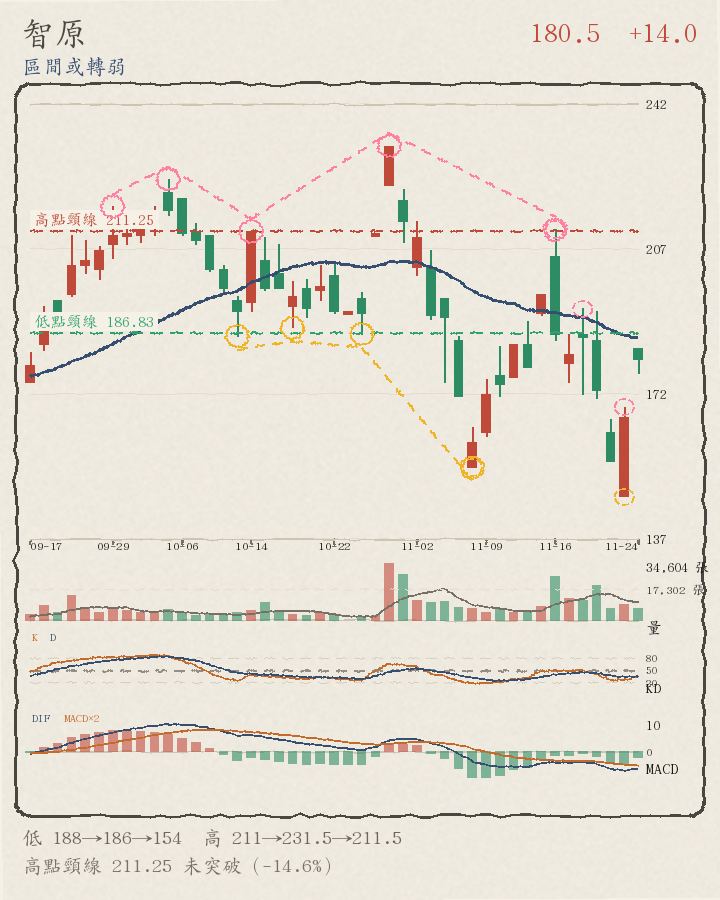 智原 180.5 +14.0
區間或轉弱
242
高點頸線 211.25
207
低點頸線 186.83
172
137
09-17 09-29 10-06 10-14 10-22 11-02 11-09 11-16 11-24
34,604 張
17,302 張
量
K D
80
50
20
KD
DIF MACD×2
10
0
MACD
低 188→186→154 高 211→231.5→211.5
高點頸線 211.25 未突破 (-14.6%)